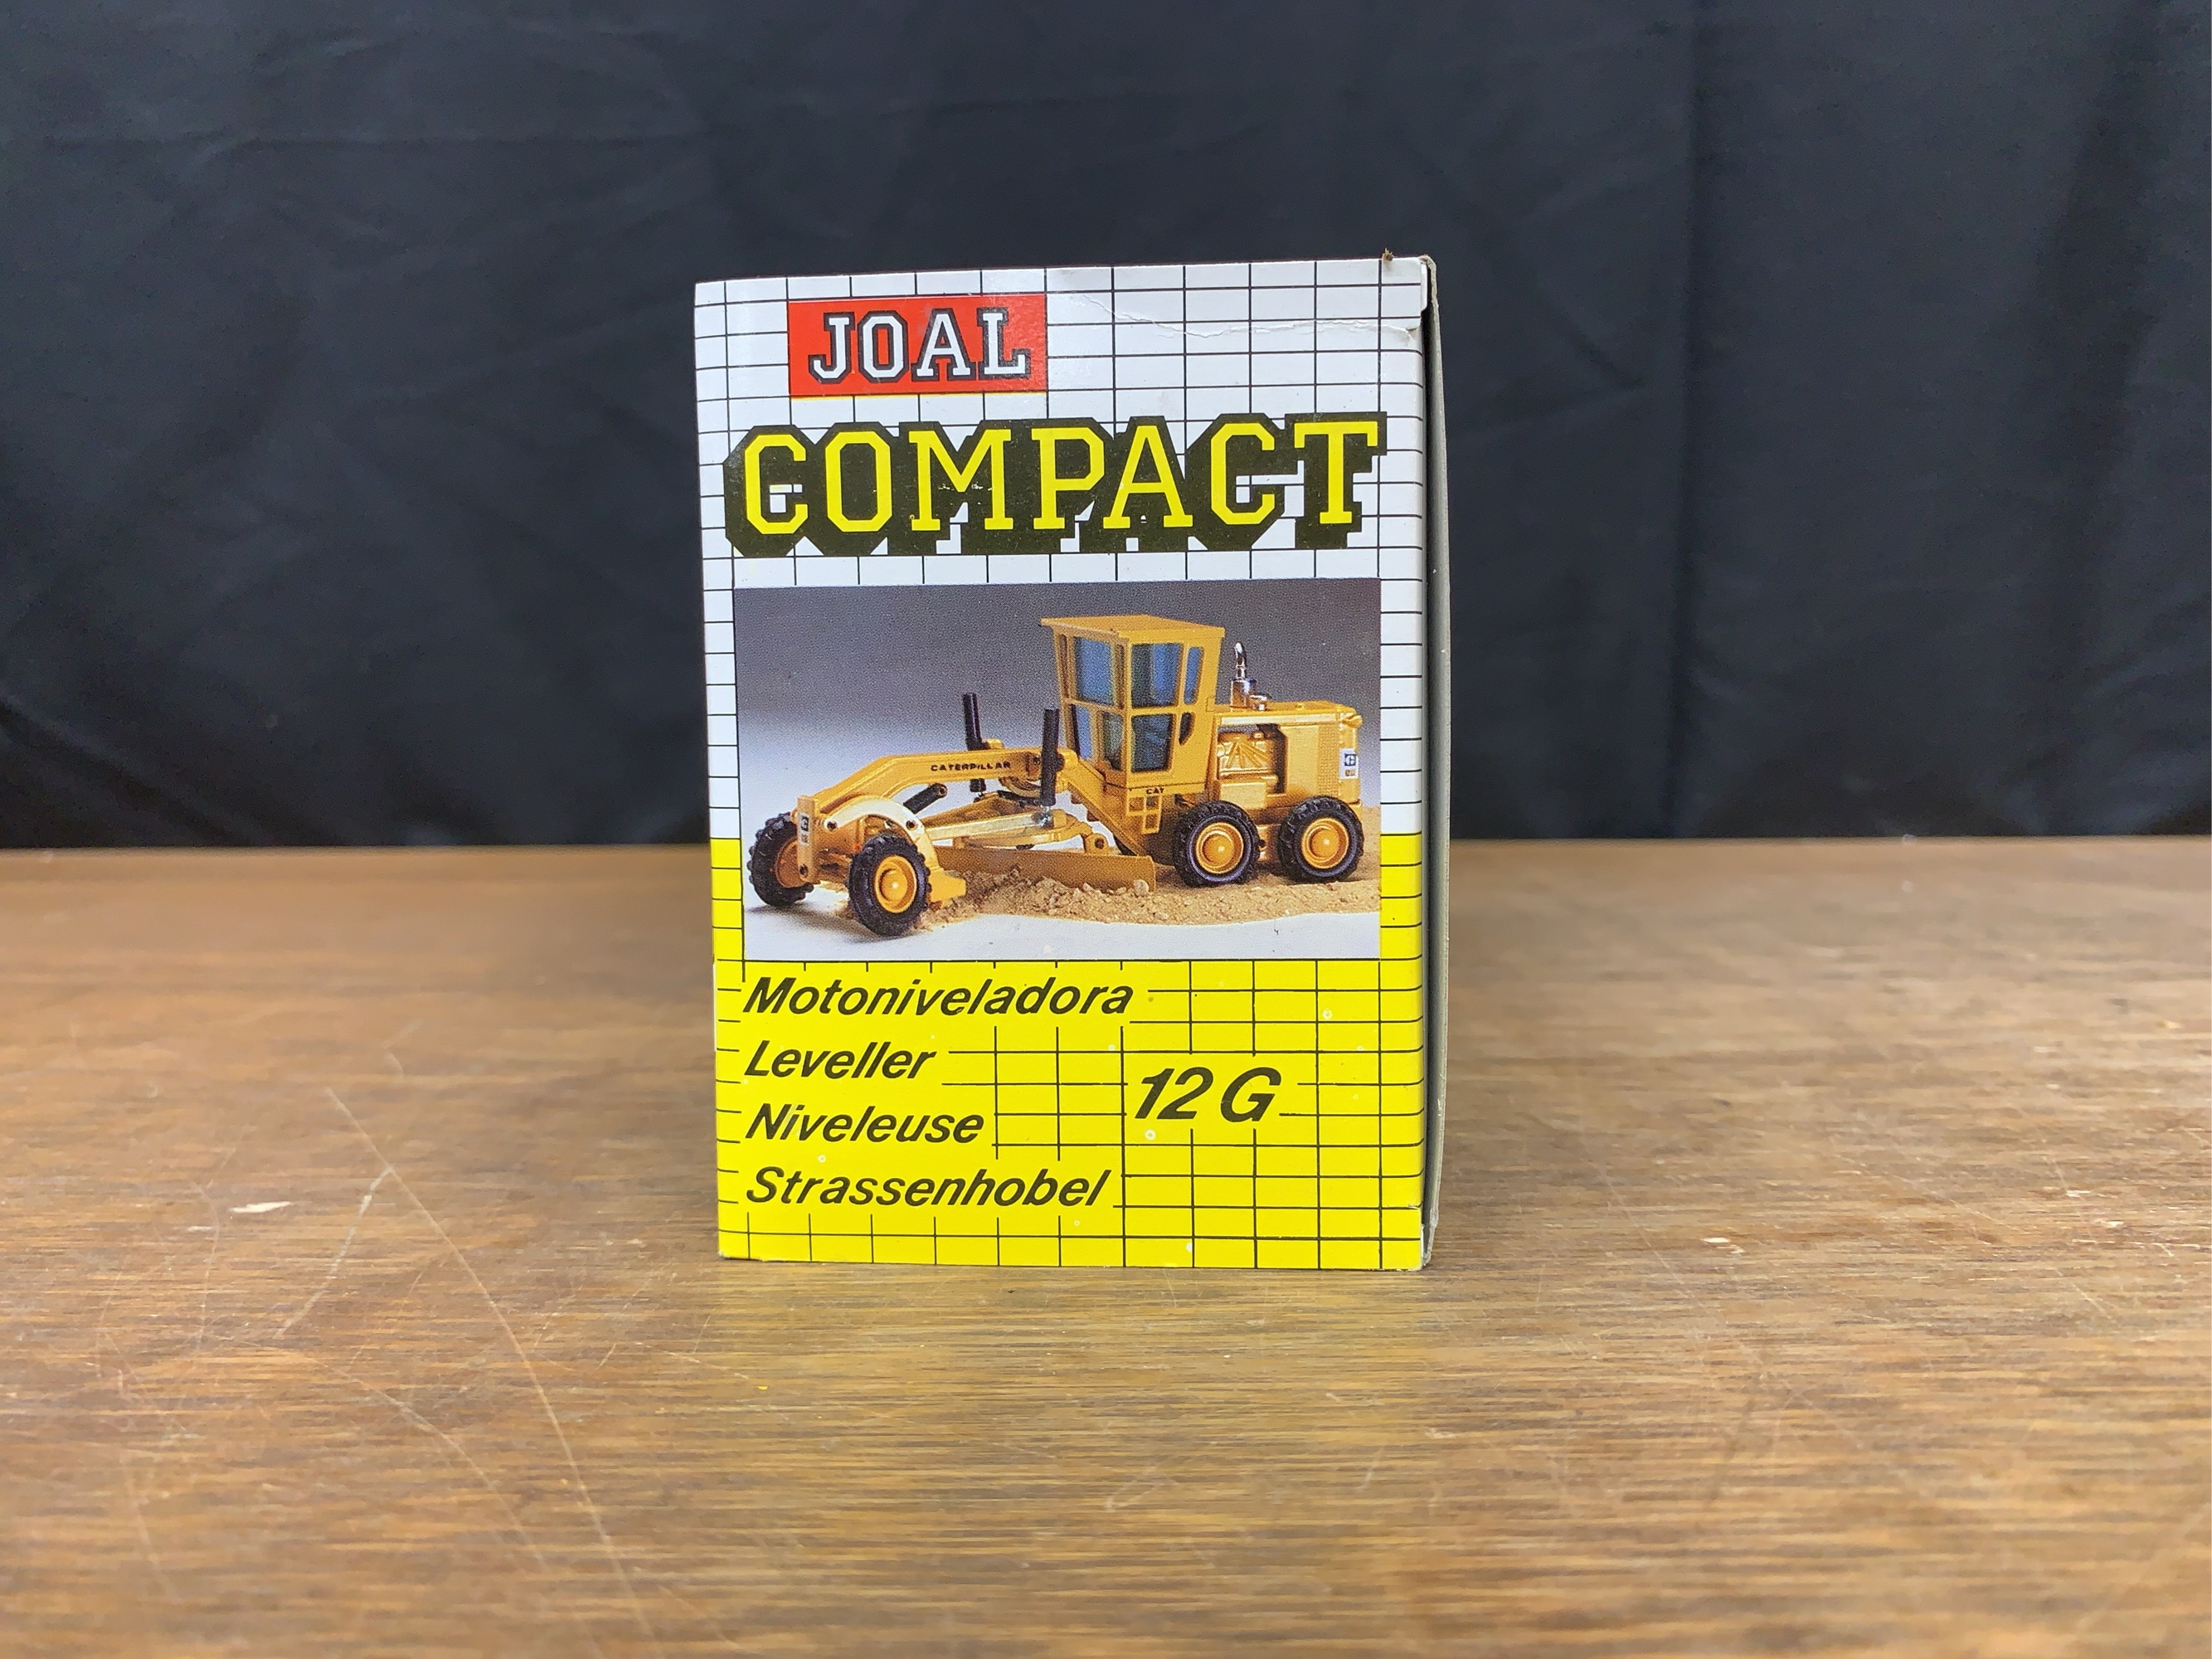 JOAL
COMPACT
CATERPILLAR
CAT
Motoniveladora
Leveller
Niveleuse
Strassenhobel
12 G